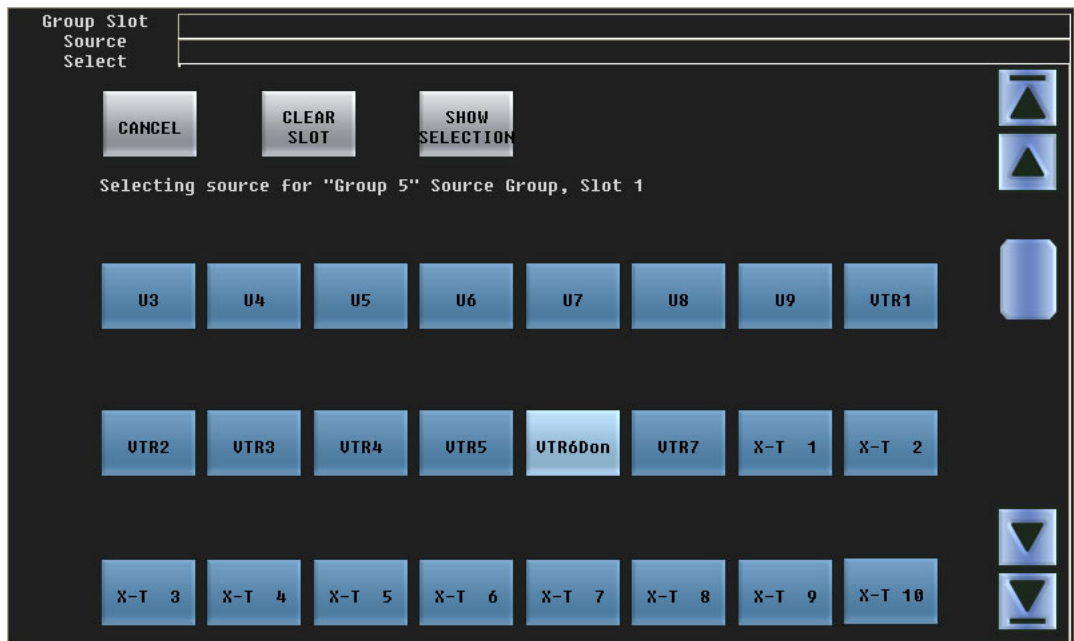 Group Slot
Source
Select
CANCEL
CLEAR
SLOT
SHOW
SELECTION
Selecting source for "Group 5" Source Group, Slot 1
U3 U4 U5 U6 U7 U8 U9 VTR1
VTR2 VTR3 VTR4 VTR5 VTR6Don VTR7 X-T 1 X-T 2
X-T 3 X-T 4 X-T 5 X-T 6 X-T 7 X-T 8 X-T 9 X-T 10